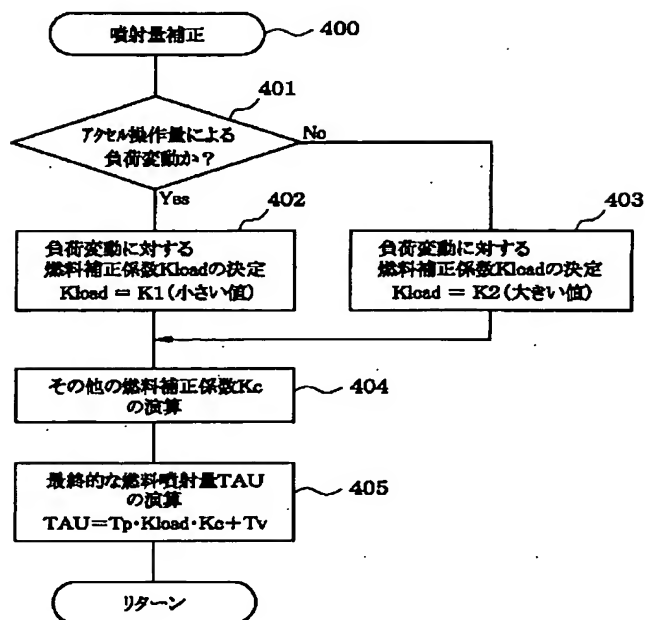 噴射量補正
400
401
アクセル操作量による
負荷変動か？
No
Yes
402
403
負荷変動に対する
燃料補正係数Kloadの決定
Kload = K1(小さい値)
負荷変動に対する
燃料補正係数Kloadの決定
Kload = K2(大きい値)
その他の燃料補正係数Kc
の演算
404
最終的な燃料噴射量TAU
の演算
TAU=Tp・Kload・Kc+Tv
405
リターン